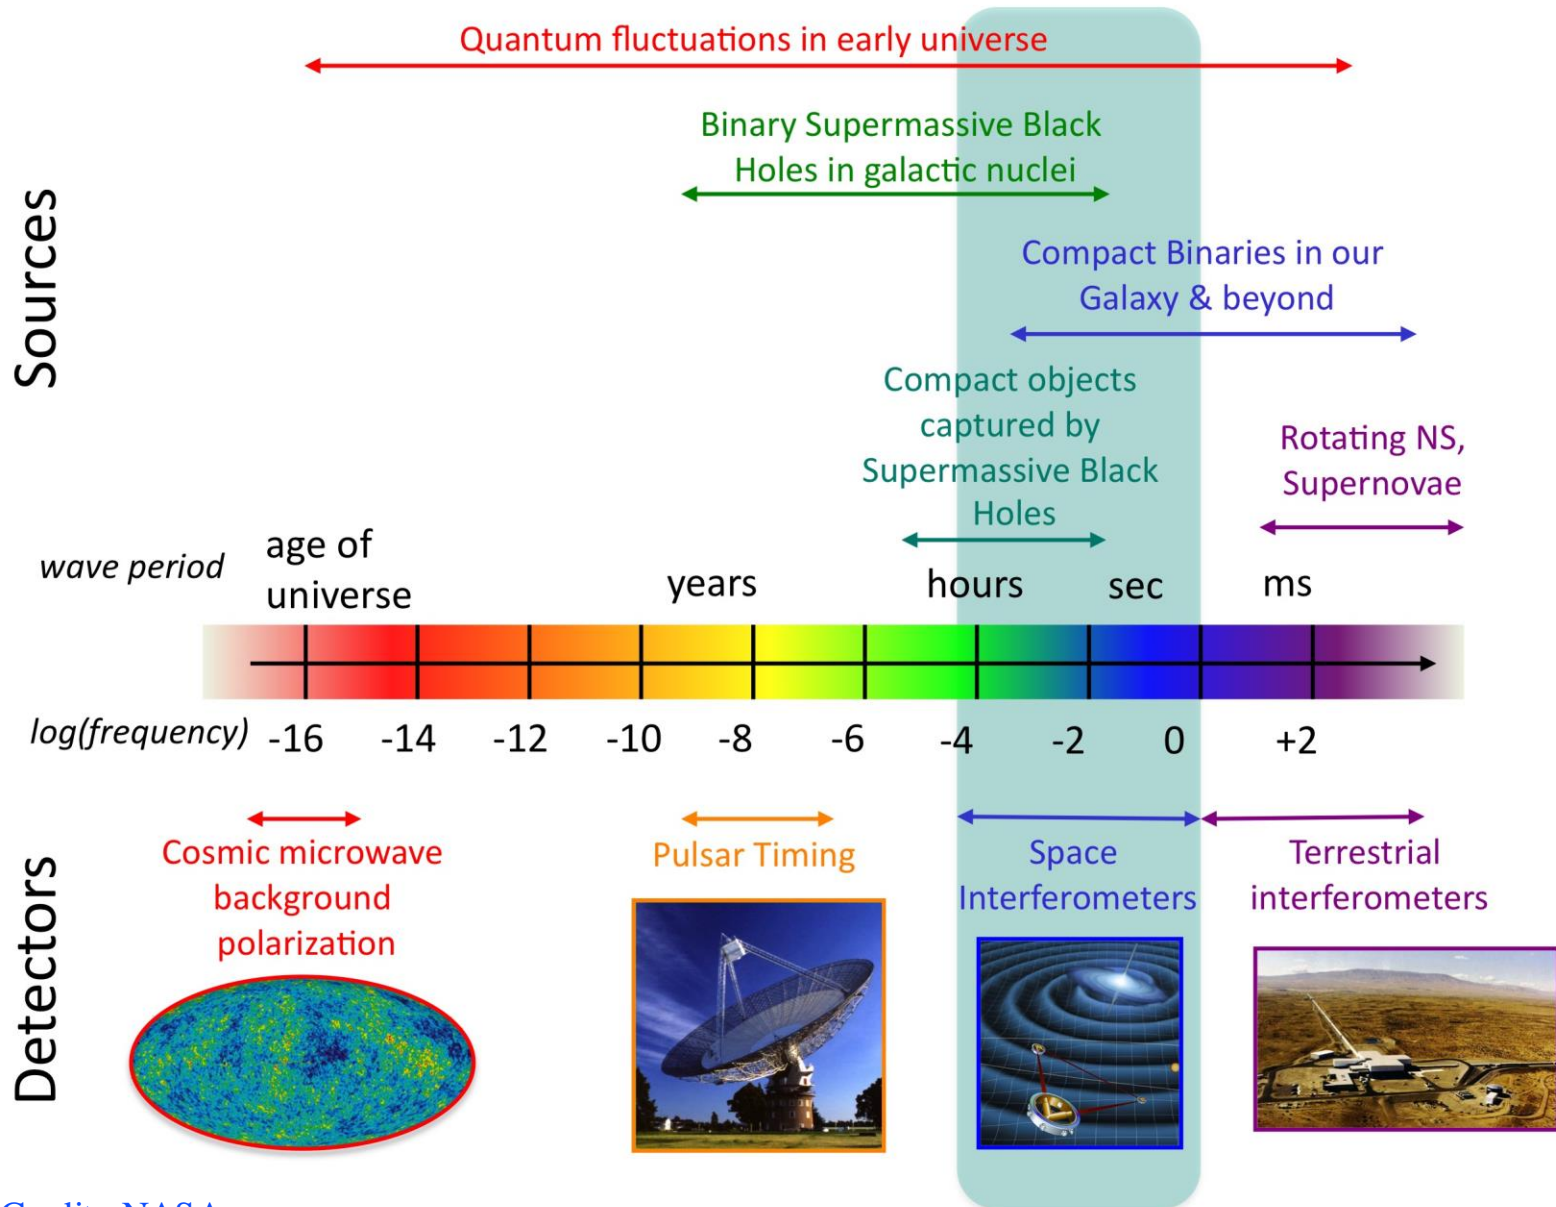 Quantum fluctuations in early universe
Binary Supermassive Black
Holes in galactic nuclei
Compact Binaries in our
Galaxy & beyond
Compact objects
captured by
Supermassive Black
Holes
Rotating NS,
Supernovae
Sources
wave period
age of
universe
years
hours
sec
ms
log(frequency)
-16 -14 -12 -10 -8 -6 -4 -2 0 +2
Detectors
Cosmic microwave
background
polarization
Pulsar Timing
Space
Interferometers
Terrestrial
interferometers
NASA